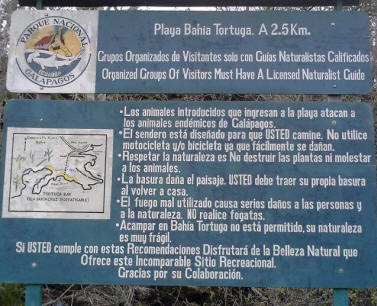 PARQUE NACIONAL
GALAPAGOS
Ecuador
Playa Bahía Tortuga. A 2.5 Km.
Grupos Organizados de Visitantes solo con Guías Naturalistas Calificados
Organized Groups Of Visitors Must Have A Licensed Naturalist Guide
•Los animales introducidos que ingresan a la playa atacan a
los animales endémicos de Galápagos.
•El sendero está diseñado para que USTED camine. No utilice
motocicleta y/o bicicleta ya que fácilmente se dañan.
•Respetar la naturaleza es No destruir las plantas ni molestar
a los animales.
•La basura daña el paisaje. USTED debe traer su propia basura
al volver a casa.
•El fuego mal utilizado causa serios daños a las personas y
a la naturaleza. NO realice fogatas.
•Acampar en Bahía Tortuga no está permitido, su naturaleza
es muy frágil.
TORTUGA BAY
Si USTED cumple con estas Recomendaciones Disfrutará de la Belleza Natural que
Ofrece este Incomparable Sitio Recreacional.
Gracias por su Colaboración.